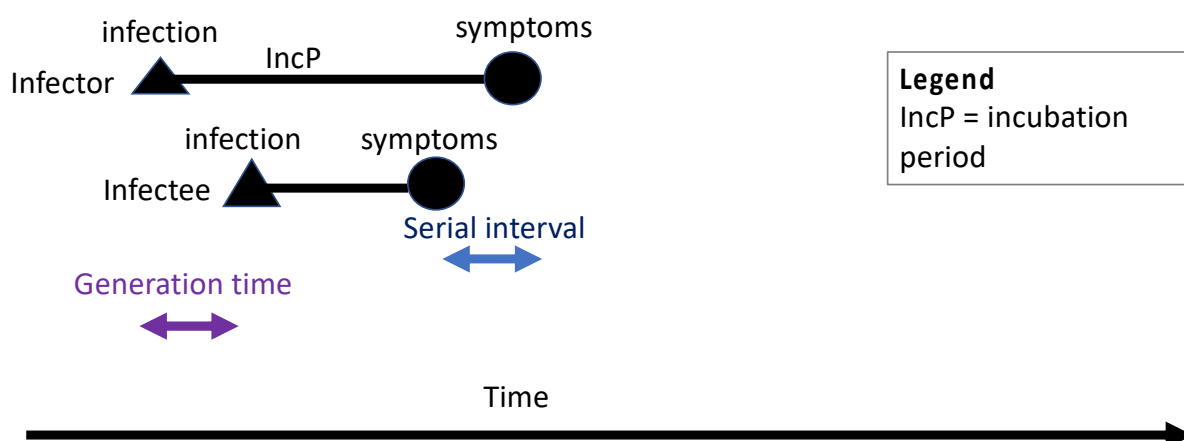 infection
symptoms
IncP
Infector
infection
symptoms
Infectee
Serial interval
Generation time
Time
Legend
IncP = incubation
period